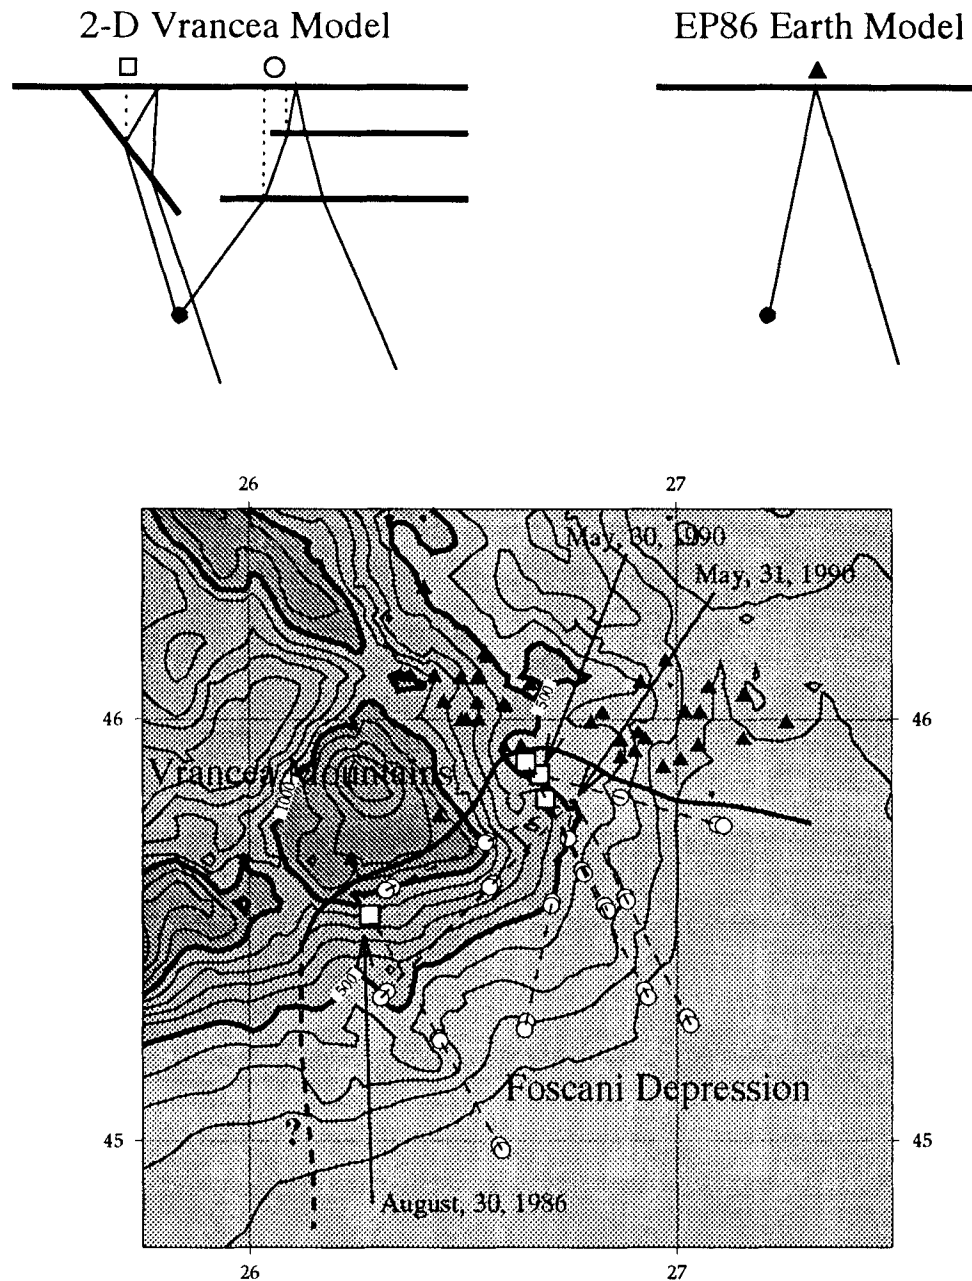 2-D Vrancea Model
EP86 Earth Model
26
27
May, 30, 1990
May, 31, 1990
500
46
46
Vrancea Mountains
1000
500
Foscani Depression
?
45
45
August, 30, 1986
26
27